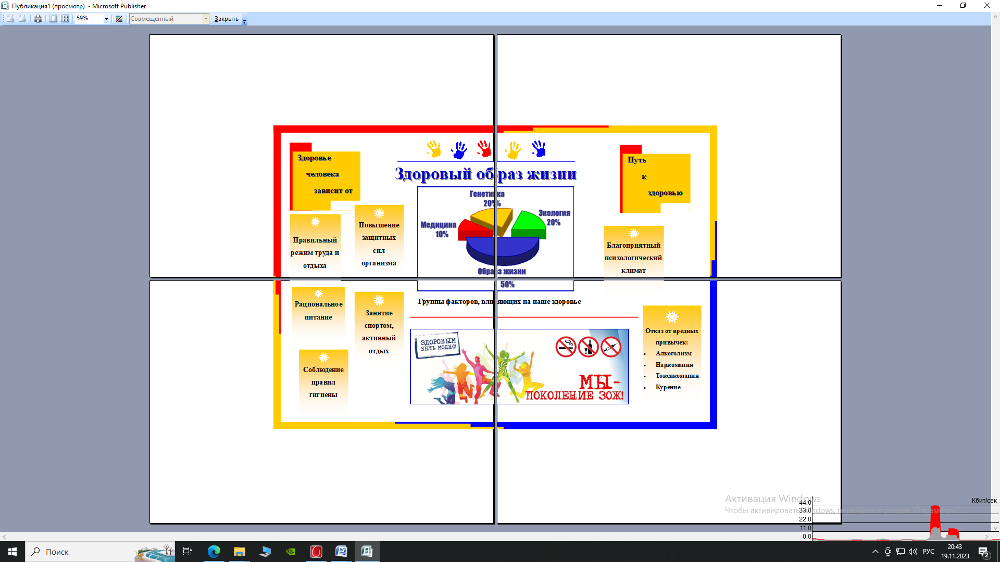 Публикация1 (просмотр) - Microsoft Publisher
59%
Совмещенный
Закрыть
Здоровье
человека
зависит от
Здоровый образ жизни
Путь
к
здоровью
Генетика
20%
Экология
20%
Медицина
10%
Образ жизни
50%
Правильный
режим труда и
отдыха
Повышение
защитных
сил
организма
Благоприятный
психологический
климат
Рациональное
питание
Занятие
спортом,
активный
отдых
Группы факторов, влияющих на наше здоровье
Соблюдение
правил
гигиены
ЗДОРОВЫМ
БЫТЬ МОДНО!
МЫ-
ПОКОЛЕНИЕ ЗОЖ!
Отказ от вредных
привычек:
• Алкоголизм
• Наркомания
• Токсикомания
• Курение
Активация Windows
Чтобы активировать Windows, перейдите в раздел "Параметры".
Кбит/сек
44.0
33.0
22.0
11.0
0.0
Поиск
РУС
20:43
19.11.2023
2